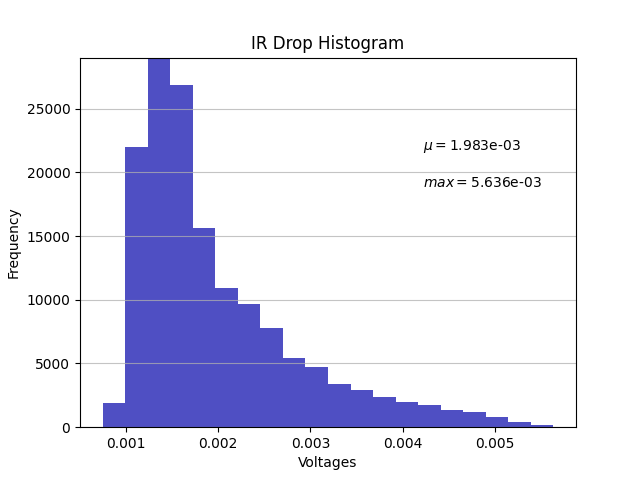 IR Drop Histogram
25000
20000
15000
10000
5000
0
Frequency
μ = 1.983e-03
max = 5.636e-03
0.001 0.002 0.003 0.004 0.005
Voltages